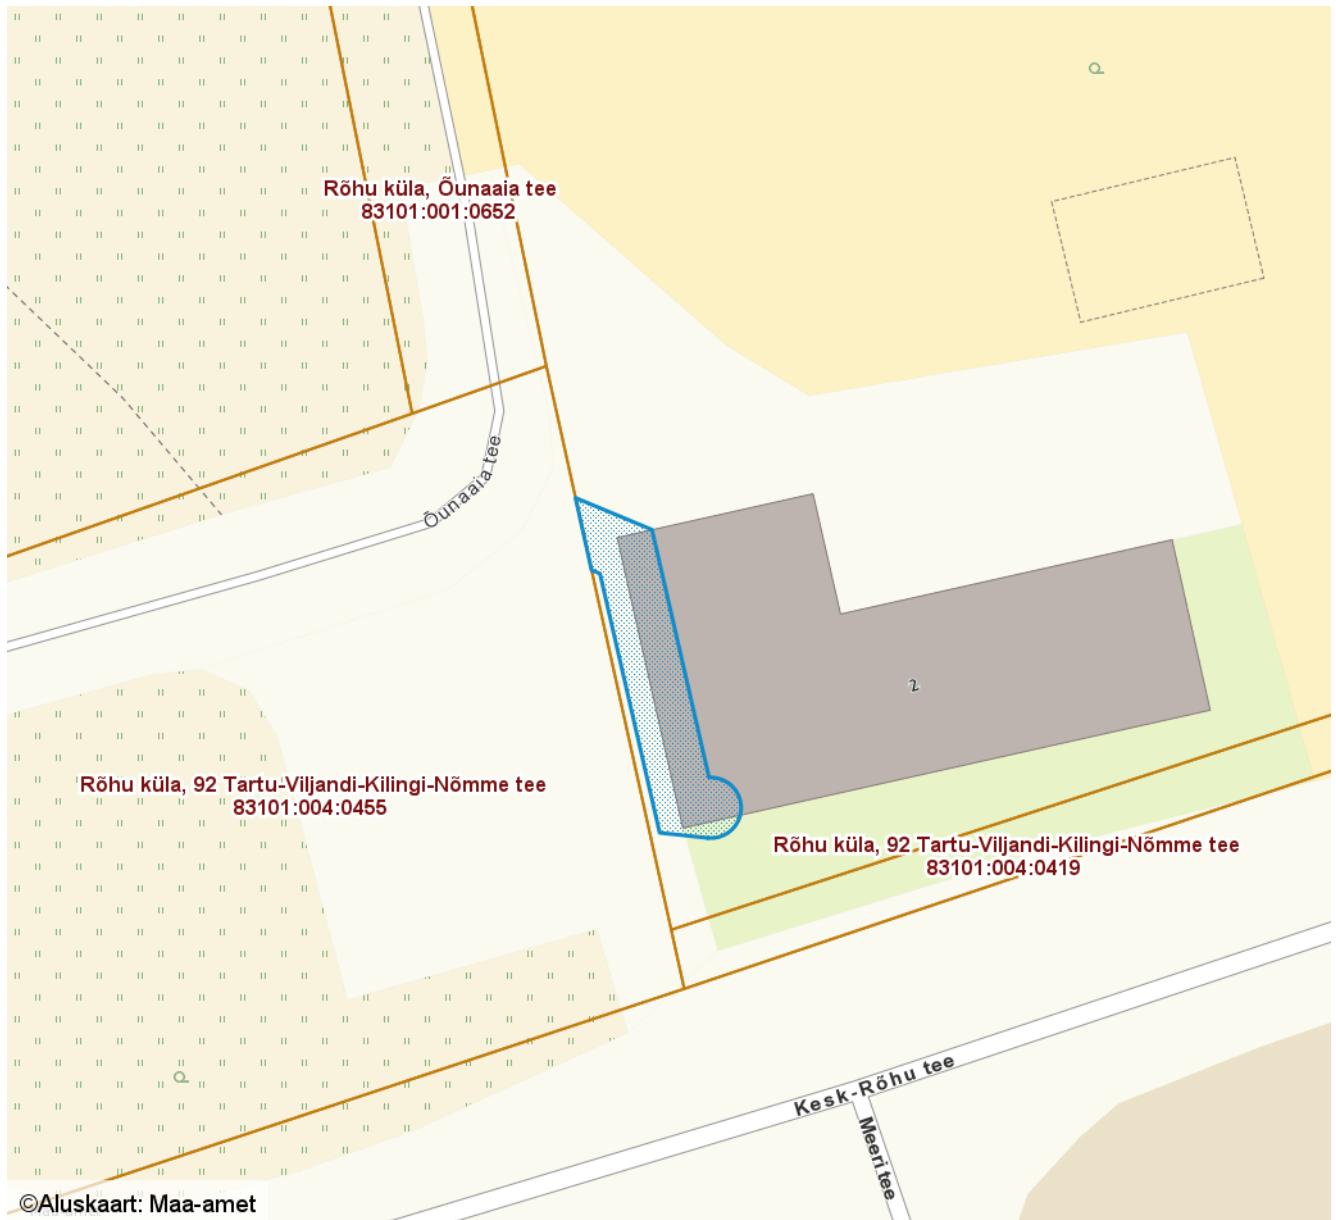 Rõhu küla, Õunaaia tee
83101:001:0652
Õunaaia tee
2
Rõhu küla, 92 Tartu-Viljandi-Kilingi-Nõmme tee
83101:004:0455
Rõhu küla, 92 Tartu-Viljandi-Kilingi-Nõmme tee
83101:004:0419
Kesk-Rõhu tee
Meeri tee
©Aluskaart: Maa-amet